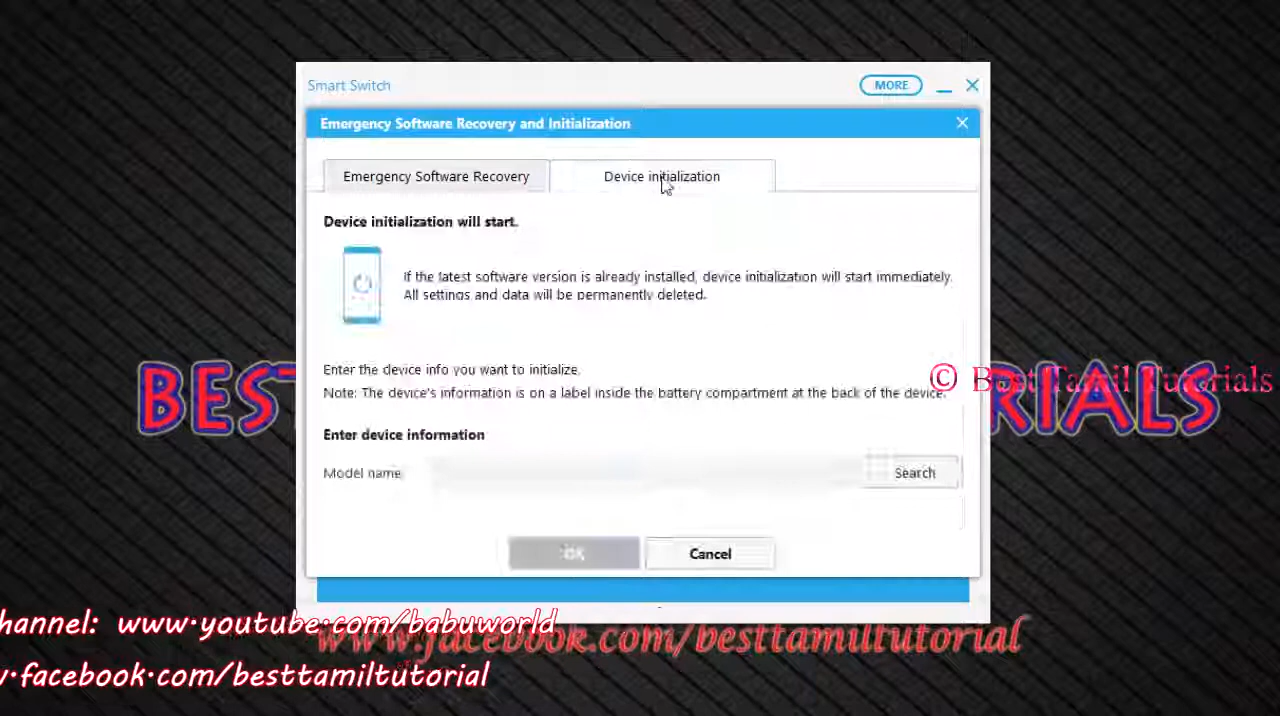 Smart Switch
MORE
Emergency Software Recovery and Initialization
Emergency Software Recovery
Device initialization
Device initialization will start.
If the latest software version is already installed, device initialization will start immediately.
All settings and data will be permanently deleted.
Enter the device info you want to initialize.
Note: The device's information is on a label inside the battery compartment at the back of the device.
© Best Tamil Tutorials
BEST RIALS
Enter device information
Model name
Search
OK
Cancel
hannel: www.youtube.com/babuworld
www.facebook.com/besttamiltutorial
.facebook.com/besttamiltutorial